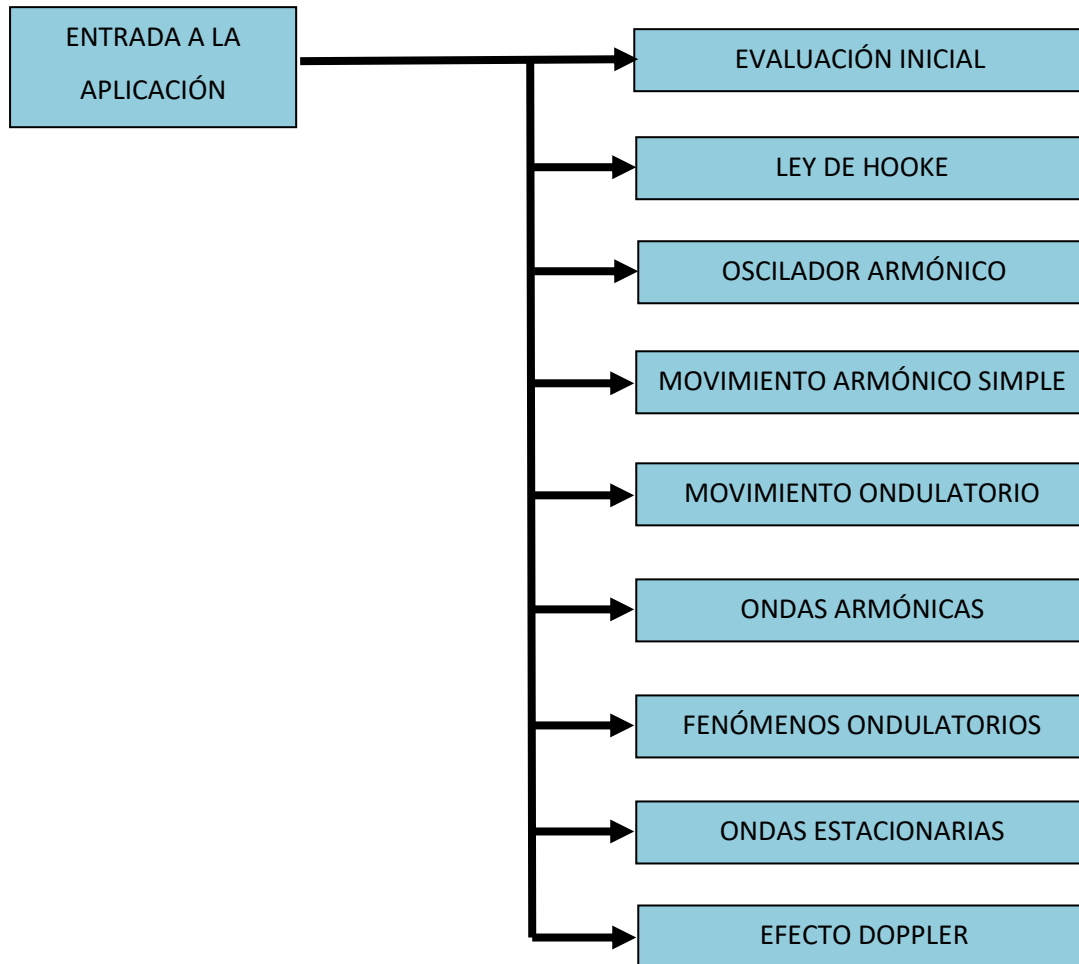 ENTRADA A LA
APLICACIÓN
EVALUACIÓN INICIAL
LEY DE HOOKE
OSCILADOR ARMÓNICO
MOVIMIENTO ARMÓNICO SIMPLE
MOVIMIENTO ONDULATORIO
ONDAS ARMÓNICAS
FENÓMENOS ONDULATORIOS
ONDAS ESTACIONARIAS
EFECTO DOPPLER